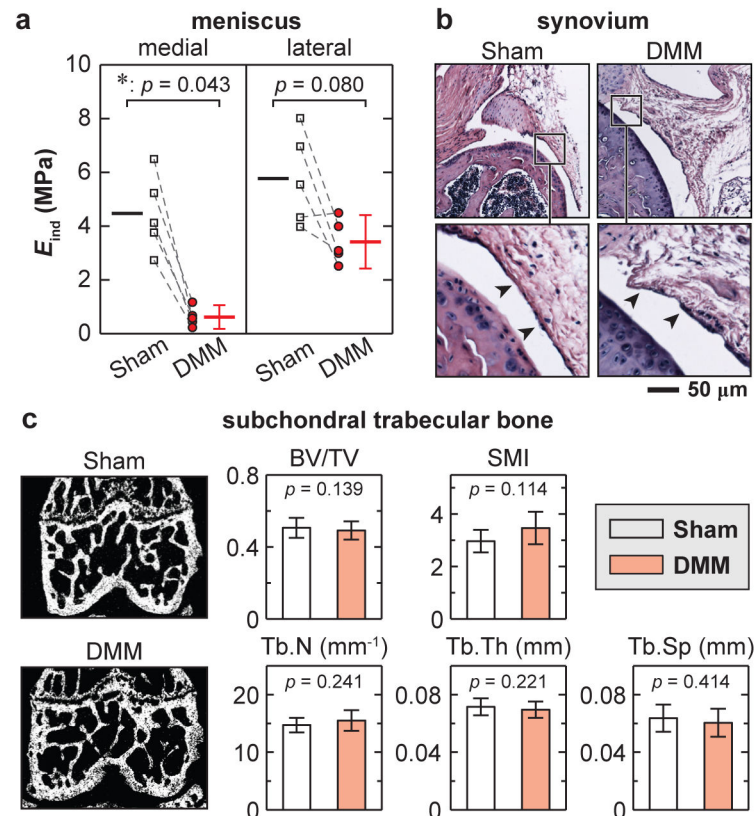 a
meniscus
medial
lateral
*: p = 0.043
p = 0.080
E_ind (MPa)
10
8
6
4
2
0
Sham
DMM
Sham
DMM
b
synovium
Sham
DMM
50 μm
c
subchondral trabecular bone
Sham
DMM
BV/TV
p = 0.139
0.8
0.4
0
SMI
p = 0.114
4
2
0
Sham
DMM
Tb.N (mm⁻¹)
p = 0.241
20
15
0
Tb.Th (mm)
p = 0.221
0.08
0.04
0
Tb.Sp (mm)
p = 0.414
0.08
0.04
0